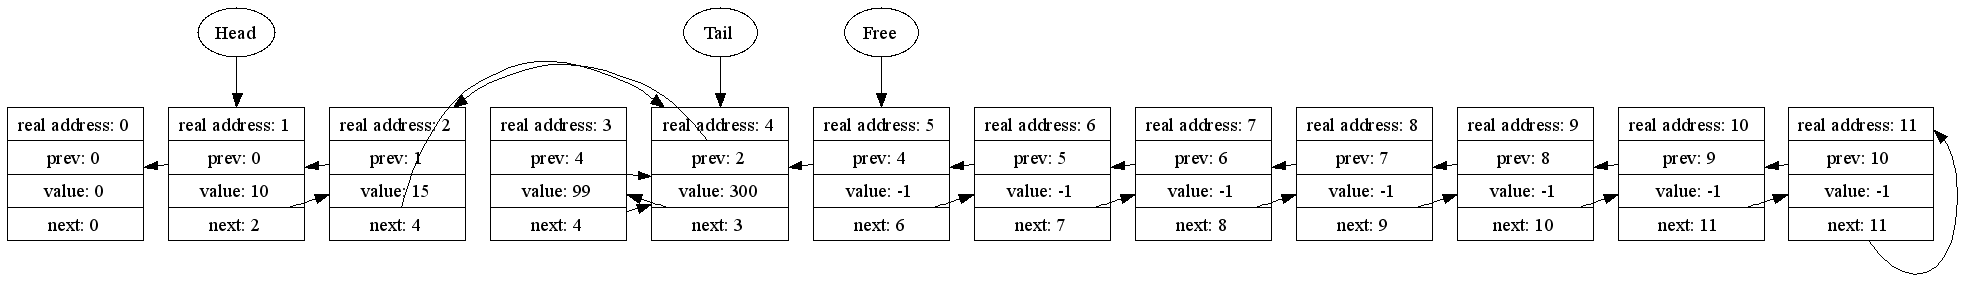 Head
Tail
Free
real address: 0
prev: 0
value: 0
next: 0
real address: 1
prev: 0
value: 10
next: 2
real address: 2
prev: 1
value: 15
next: 4
real address: 3
prev: 4
value: 99
next: 4
real address: 4
prev: 2
value: 300
next: 3
real address: 5
prev: 4
value: -1
next: 6
real address: 6
prev: 5
value: -1
next: 7
real address: 7
prev: 6
value: -1
next: 8
real address: 8
prev: 7
value: -1
next: 9
real address: 9
prev: 8
value: -1
next: 10
real address: 10
prev: 9
value: -1
next: 11
real address: 11
prev: 10
value: -1
next: 11